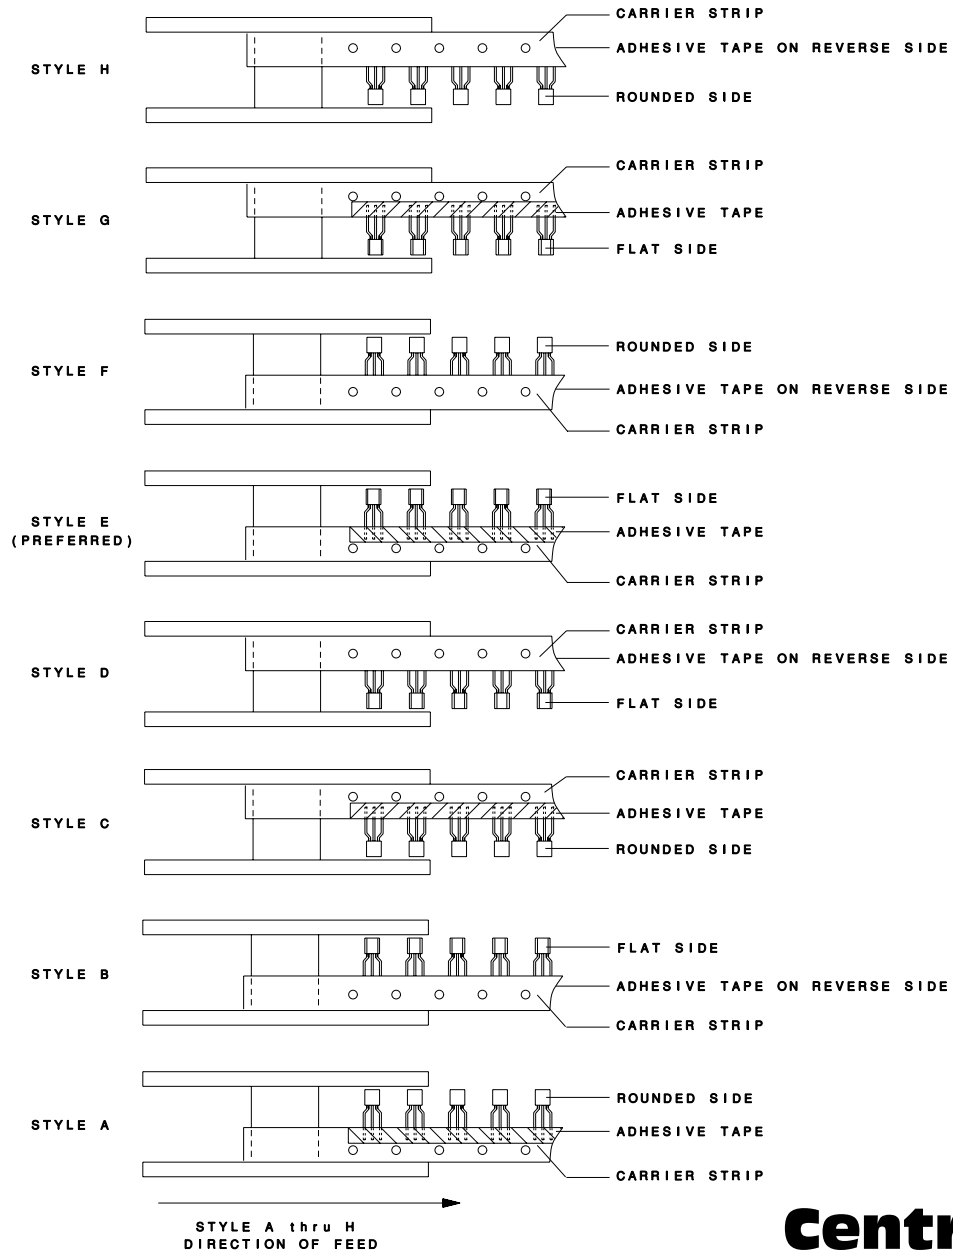 CARRIER STRIP
ADHESIVE TAPE ON REVERSE SIDE
STYLE H
ROUNDED SIDE
CARRIER STRIP
ADHESIVE TAPE
STYLE G
FLAT SIDE
ROUNDED SIDE
STYLE F
ADHESIVE TAPE ON REVERSE SIDE
CARRIER STRIP
FLAT SIDE
STYLE E
(PREFERRED)
ADHESIVE TAPE
CARRIER STRIP
CARRIER STRIP
ADHESIVE TAPE ON REVERSE SIDE
STYLE D
FLAT SIDE
CARRIER STRIP
ADHESIVE TAPE
STYLE C
ROUNDED SIDE
FLAT SIDE
STYLE B
ADHESIVE TAPE ON REVERSE SIDE
CARRIER STRIP
ROUNDED SIDE
STYLE A
ADHESIVE TAPE
CARRIER STRIP
STYLE A thru H
DIRECTION OF FEED
Centr